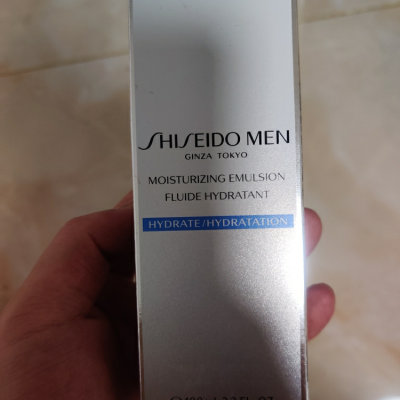 SHISEIDO MEN
GINZA TOKYO
MOISTURIZING EMULSION
FLUIDE HYDRATANT
HYDRATE/HYDRATATION